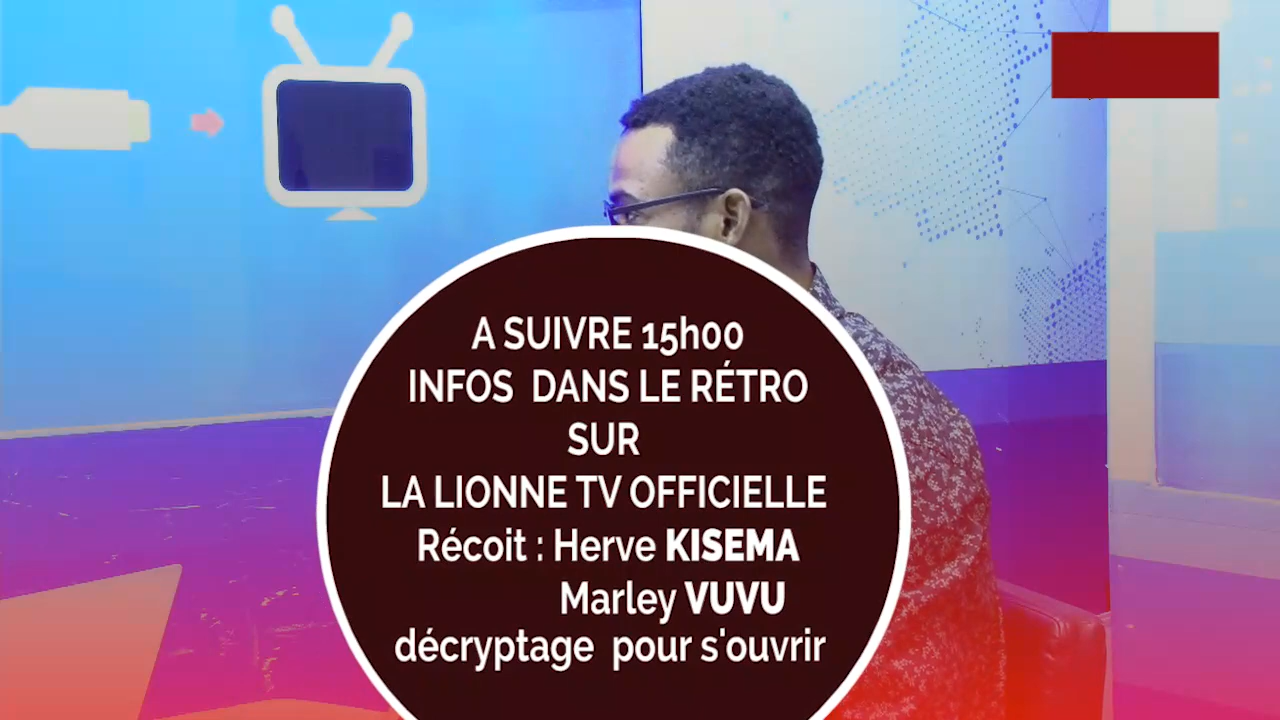 A SUIVRE 15h00
INFOS DANS LE RÉTRO
SUR
LA LIONNE TV OFFICIELLE
Récoit : Herve KISEMA
Marley VUVU
décryptage pour s'ouvrir